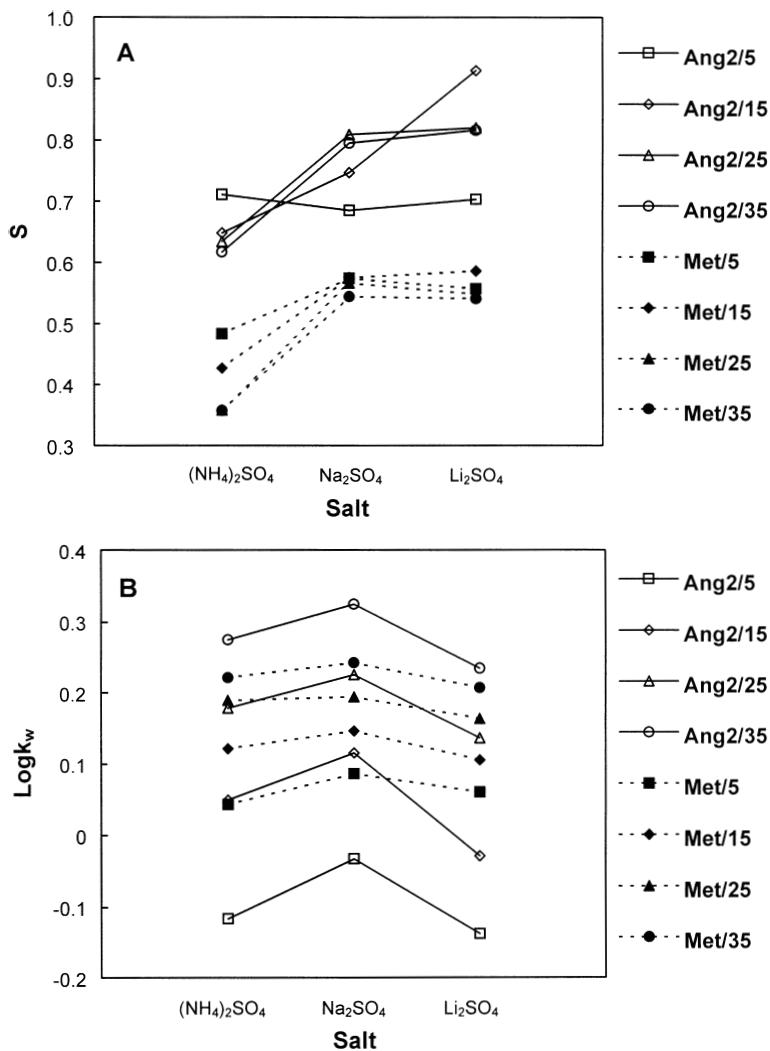 1.0
0.9
0.8
0.7
0.6
0.5
0.4
0.3
S
A
(NH₄)₂SO₄ Na₂SO₄ Li₂SO₄
Salt
Ang2/5
Ang2/15
Ang2/25
Ang2/35
Met/5
Met/15
Met/25
Met/35
0.4
0.3
0.2
0.1
0
-0.1
-0.2
Logkw
B
(NH₄)₂SO₄ Na₂SO₄ Li₂SO₄
Salt
Ang2/5
Ang2/15
Ang2/25
Ang2/35
Met/5
Met/15
Met/25
Met/35